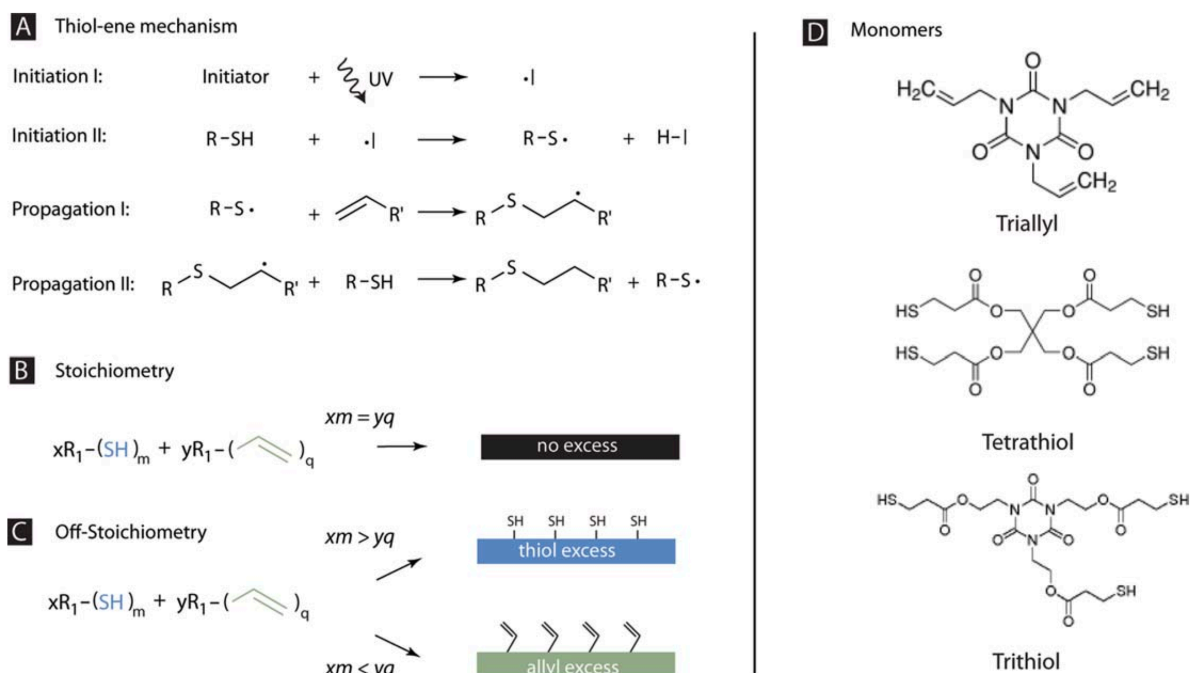 A Thiol-ene mechanism
Initiation I: Initiator + UV ·I
Initiation II: R-SH + ·I R-S· + H-I
Propagation I: R-S· + R' R S R'
Propagation II: R S R' + R-SH R S R' + R-S·
B Stoichiometry
xm = yq
xR1-(SH)m + yR1-( )q no excess
C Off-Stoichiometry
xm > yq
SH SH SH SH
thiol excess
xR1-(SH)m + yR1-( )q
xm < yq
allyl excess
D Monomers
O
H2C CH2
N N
O N O
CH2
Triallyl
O O
HS O O SH
HS O O SH
O O
Tetrathiol
O
HS O N N O SH
O O N O O
O SH
O
Trithiol